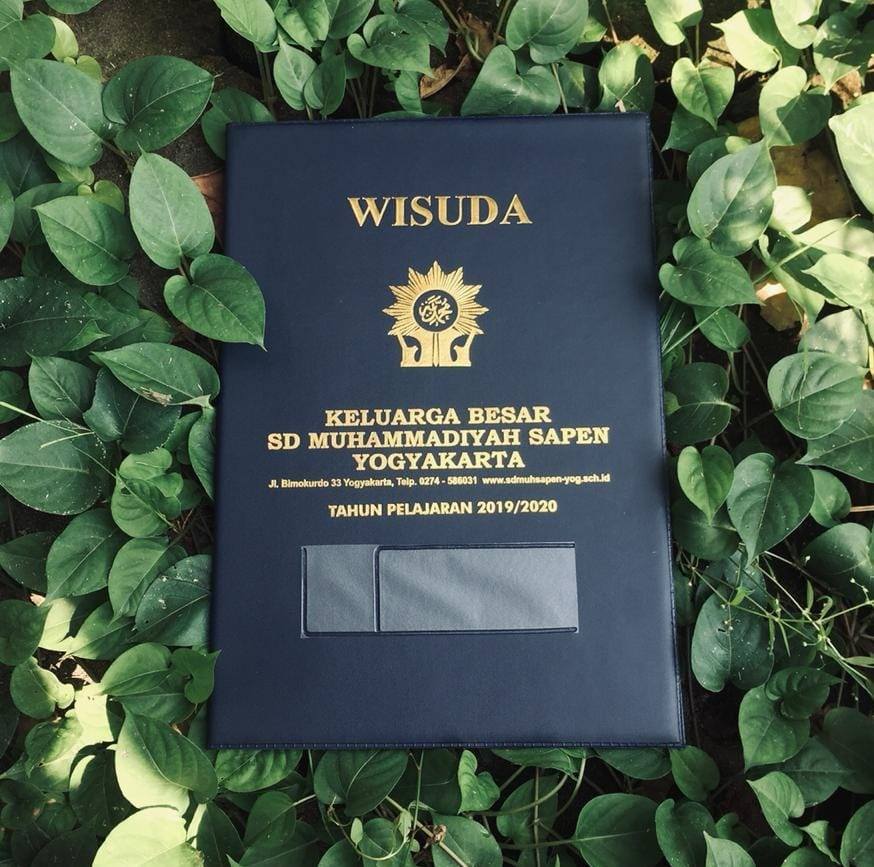 WISUDA
KELUARGA BESAR
SD MUHAMMADIYAH SAPEN
YOGYAKARTA
Jl. Bimokurdo 33 Yogyakarta, Telp. 0274 - 586031 www.sdmuhsapen-yog.sch.id
TAHUN PELAJARAN 2019/2020